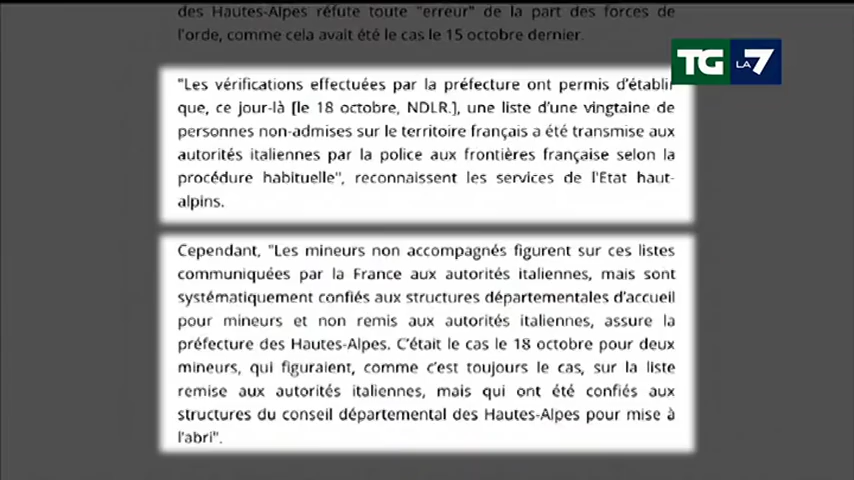 des Hautes-Alpes réfute toute "erreur" de la part des forces de
l'ordre, comme cela avait été le cas le 15 octobre dernier.
TG LA 7
"Les vérifications effectuées par la préfecture ont permis d'établir
que, ce jour-là [le 18 octobre, NDLR.], une liste d'une vingtaine de
personnes non-admises sur le territoire français a été transmise aux
autorités italiennes par la police aux frontières française selon la
procédure habituelle", reconnaissent les services de l'Etat haut-
alpins.
Cependant, "Les mineurs non accompagnés figurent sur ces listes
communiquées par la France aux autorités italiennes, mais sont
systématiquement confiés aux structures départementales d'accueil
pour mineurs et non remis aux autorités italiennes, assure la
préfecture des Hautes-Alpes. C'était le cas le 18 octobre pour deux
mineurs, qui figuraient, comme c'est toujours le cas, sur la liste
remise aux autorités italiennes, mais qui ont été confiés aux
structures du conseil départemental des Hautes-Alpes pour mise à
l'abri".